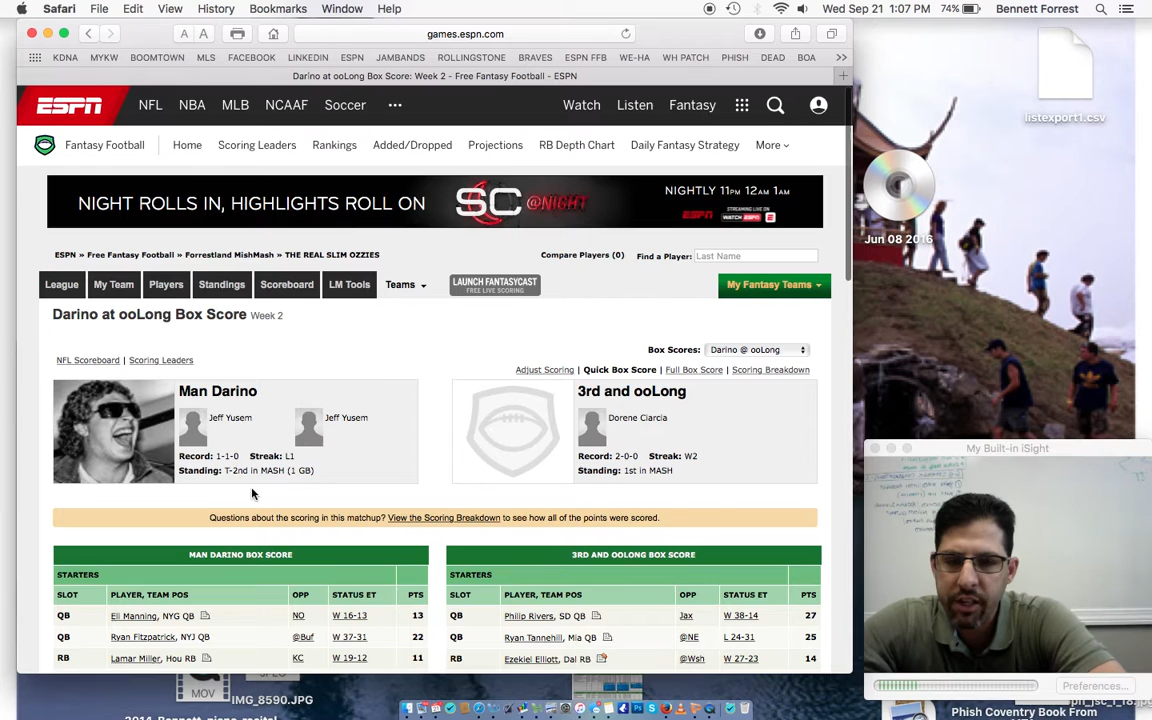 Safari File Edit View History Bookmarks Window Help Wed Sep 21 1:07 PM 74% Bennett Forrest
games.espn.com
KDNA MYKW BOOMTOWN MLS FACEBOOK LINKEDIN ESPN JAMBANDS ROLLINGSTONE BRAVES ESPN FFB WE-HA WH PATCH PHISH DEAD BOA
Darino at ooLong Box Score: Week 2 - Free Fantasy Football - ESPN
ESPN NFL NBA MLB NCAAF Soccer ••• Watch Listen Fantasy
Fantasy Football Home Scoring Leaders Rankings Added/Dropped Projections RB Depth Chart Daily Fantasy Strategy More
NIGHT ROLLS IN, HIGHLIGHTS ROLL ON SC @NIGHT NIGHTLY 11PM 12AM 1AM
ESPN STREAMING LIVE ON WATCH ESPN
ESPN » Free Fantasy Football » Forrestland MishMash » THE REAL SLIM OZZIES Compare Players (0) Find a Player: Last Name
League My Team Players Standings Scoreboard LM Tools Teams LAUNCH FANTASYCAST FREE LIVE SCORING My Fantasy Teams
Darino at ooLong Box Score Week 2
Box Scores: Darino @ ooLong
NFL Scoreboard | Scoring Leaders
Adjust Scoring | Quick Box Score | Full Box Score | Scoring Breakdown
Man Darino
Jeff Yusem Jeff Yusem
Record: 1-1-0 Streak: L1
Standing: T-2nd in MASH (1 GB)
3rd and ooLong
Dorene Ciarcia
Record: 2-0-0 Streak: W2
Standing: 1st in MASH
Questions about the scoring in this matchup? View the Scoring Breakdown to see how all of the points were scored.
MAN DARINO BOX SCORE
STARTERS
SLOT PLAYER, TEAM POS OPP STATUS ET PTS
QB Eli Manning, NYG QB NO W 16-13 13
QB Ryan Fitzpatrick, NYJ QB @Buf W 37-31 22
RB Lamar Miller, Hou RB KC W 19-12 11
3RD AND OOLONG BOX SCORE
STARTERS
SLOT PLAYER, TEAM POS OPP STATUS ET PTS
QB Philip Rivers, SD QB Jax W 38-14 27
QB Ryan Tannehill, Mia QB @NE L 24-31 25
RB Ezekiel Elliott, Dal RB @Wsh W 27-23 14
listexport1.csv
Jun 08 2016
My Built-in iSight
Preferences...
MOV
IMG_8590.JPG
Phish Coventry Book From